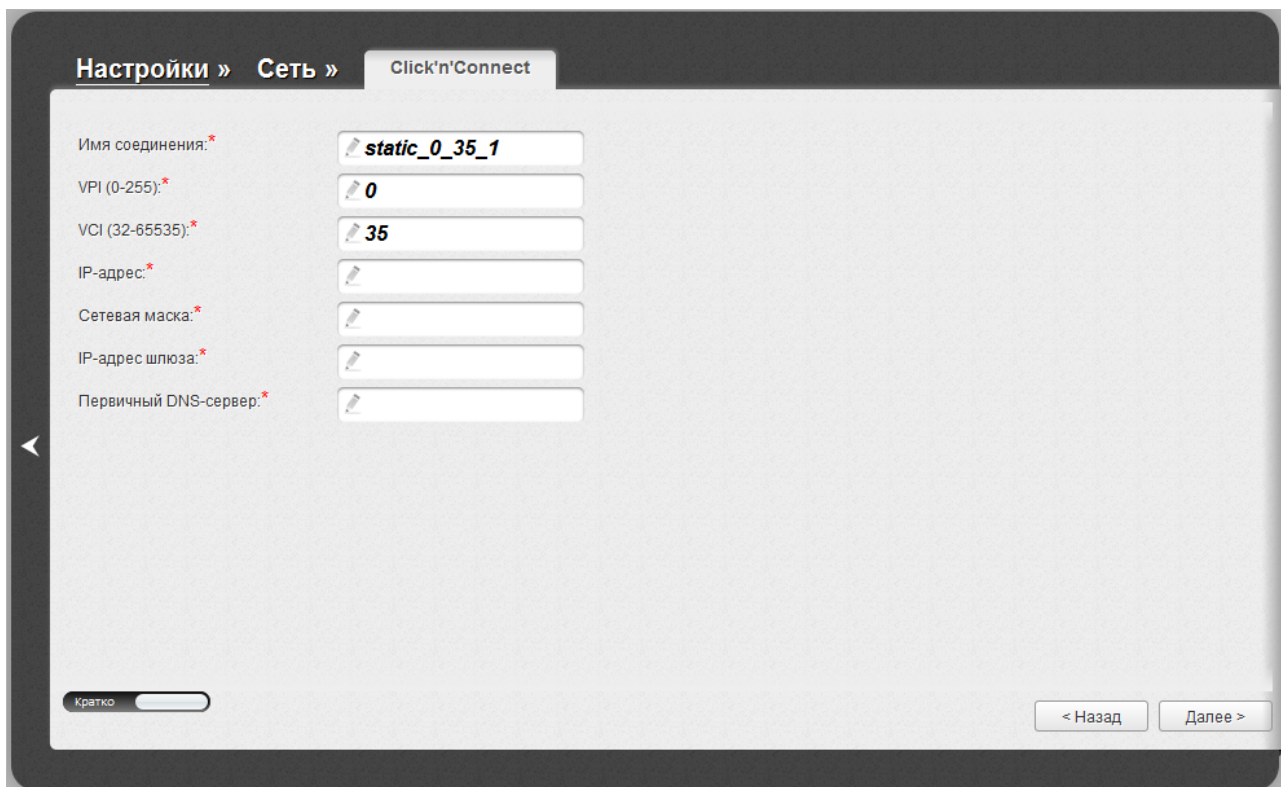 Настройки » Сеть » Click'n'Connect
Имя соединения:* static_0_35_1
VPI (0-255):* 0
VCI (32-65535):* 35
IP-адрес:*
Сетевая маска:*
IP-адрес шлюза:*
Первичный DNS-сервер:*
Кратко
< Назад Далее >